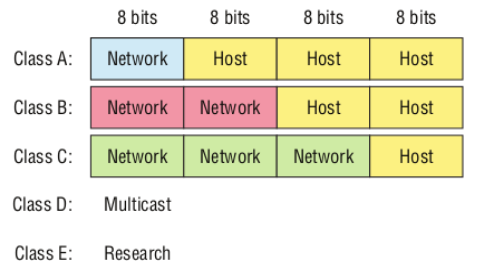 8 bits 8 bits 8 bits 8 bits
Class A: Network Host Host Host
Class B: Network Network Host Host
Class C: Network Network Network Host
Class D: Multicast
Class E: Research